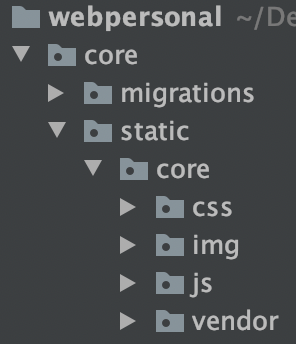 webpersonal ~/De
core
migrations
static
core
css
img
js
vendor